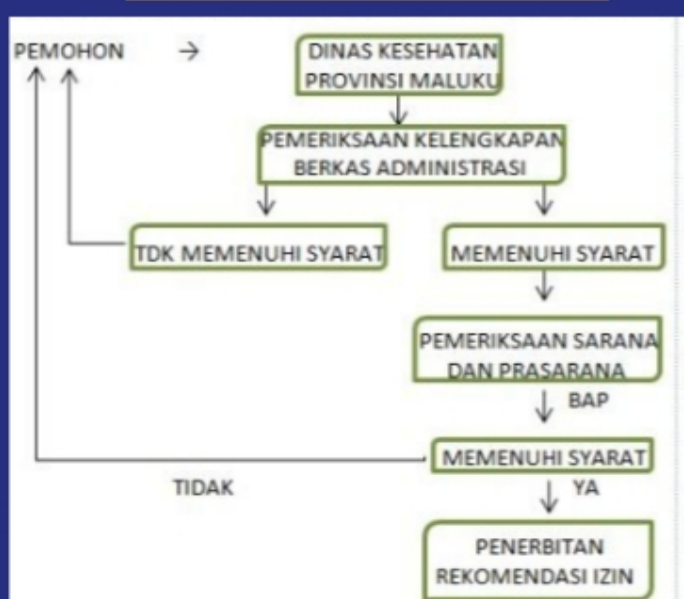 PEMOHON →
DINAS KESEHATAN
PROVINSI MALUKU
PEMERIKSAAN KELENGKAPAN
BERKAS ADMINISTRASI
TDK MEMENUHI SYARAT
MEMENUHI SYARAT
PEMERIKSAAN SARANA
DAN PRASARANA
BAP
MEMENUHI SYARAT
TIDAK
YA
PENERBITAN
REKOMENDASI IZIN